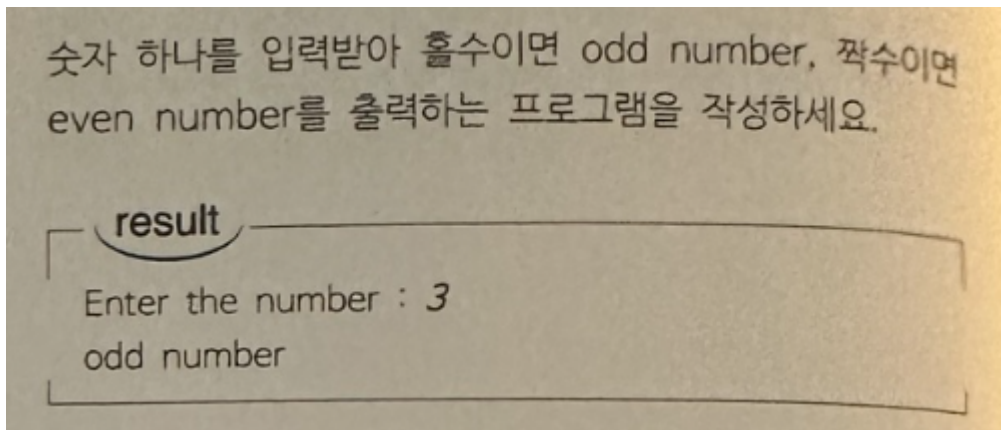 숫자 하나를 입력받아 홀수이면 odd number, 짝수이면
even number를 출력하는 프로그램을 작성하세요.
result
Enter the number : 3
odd number